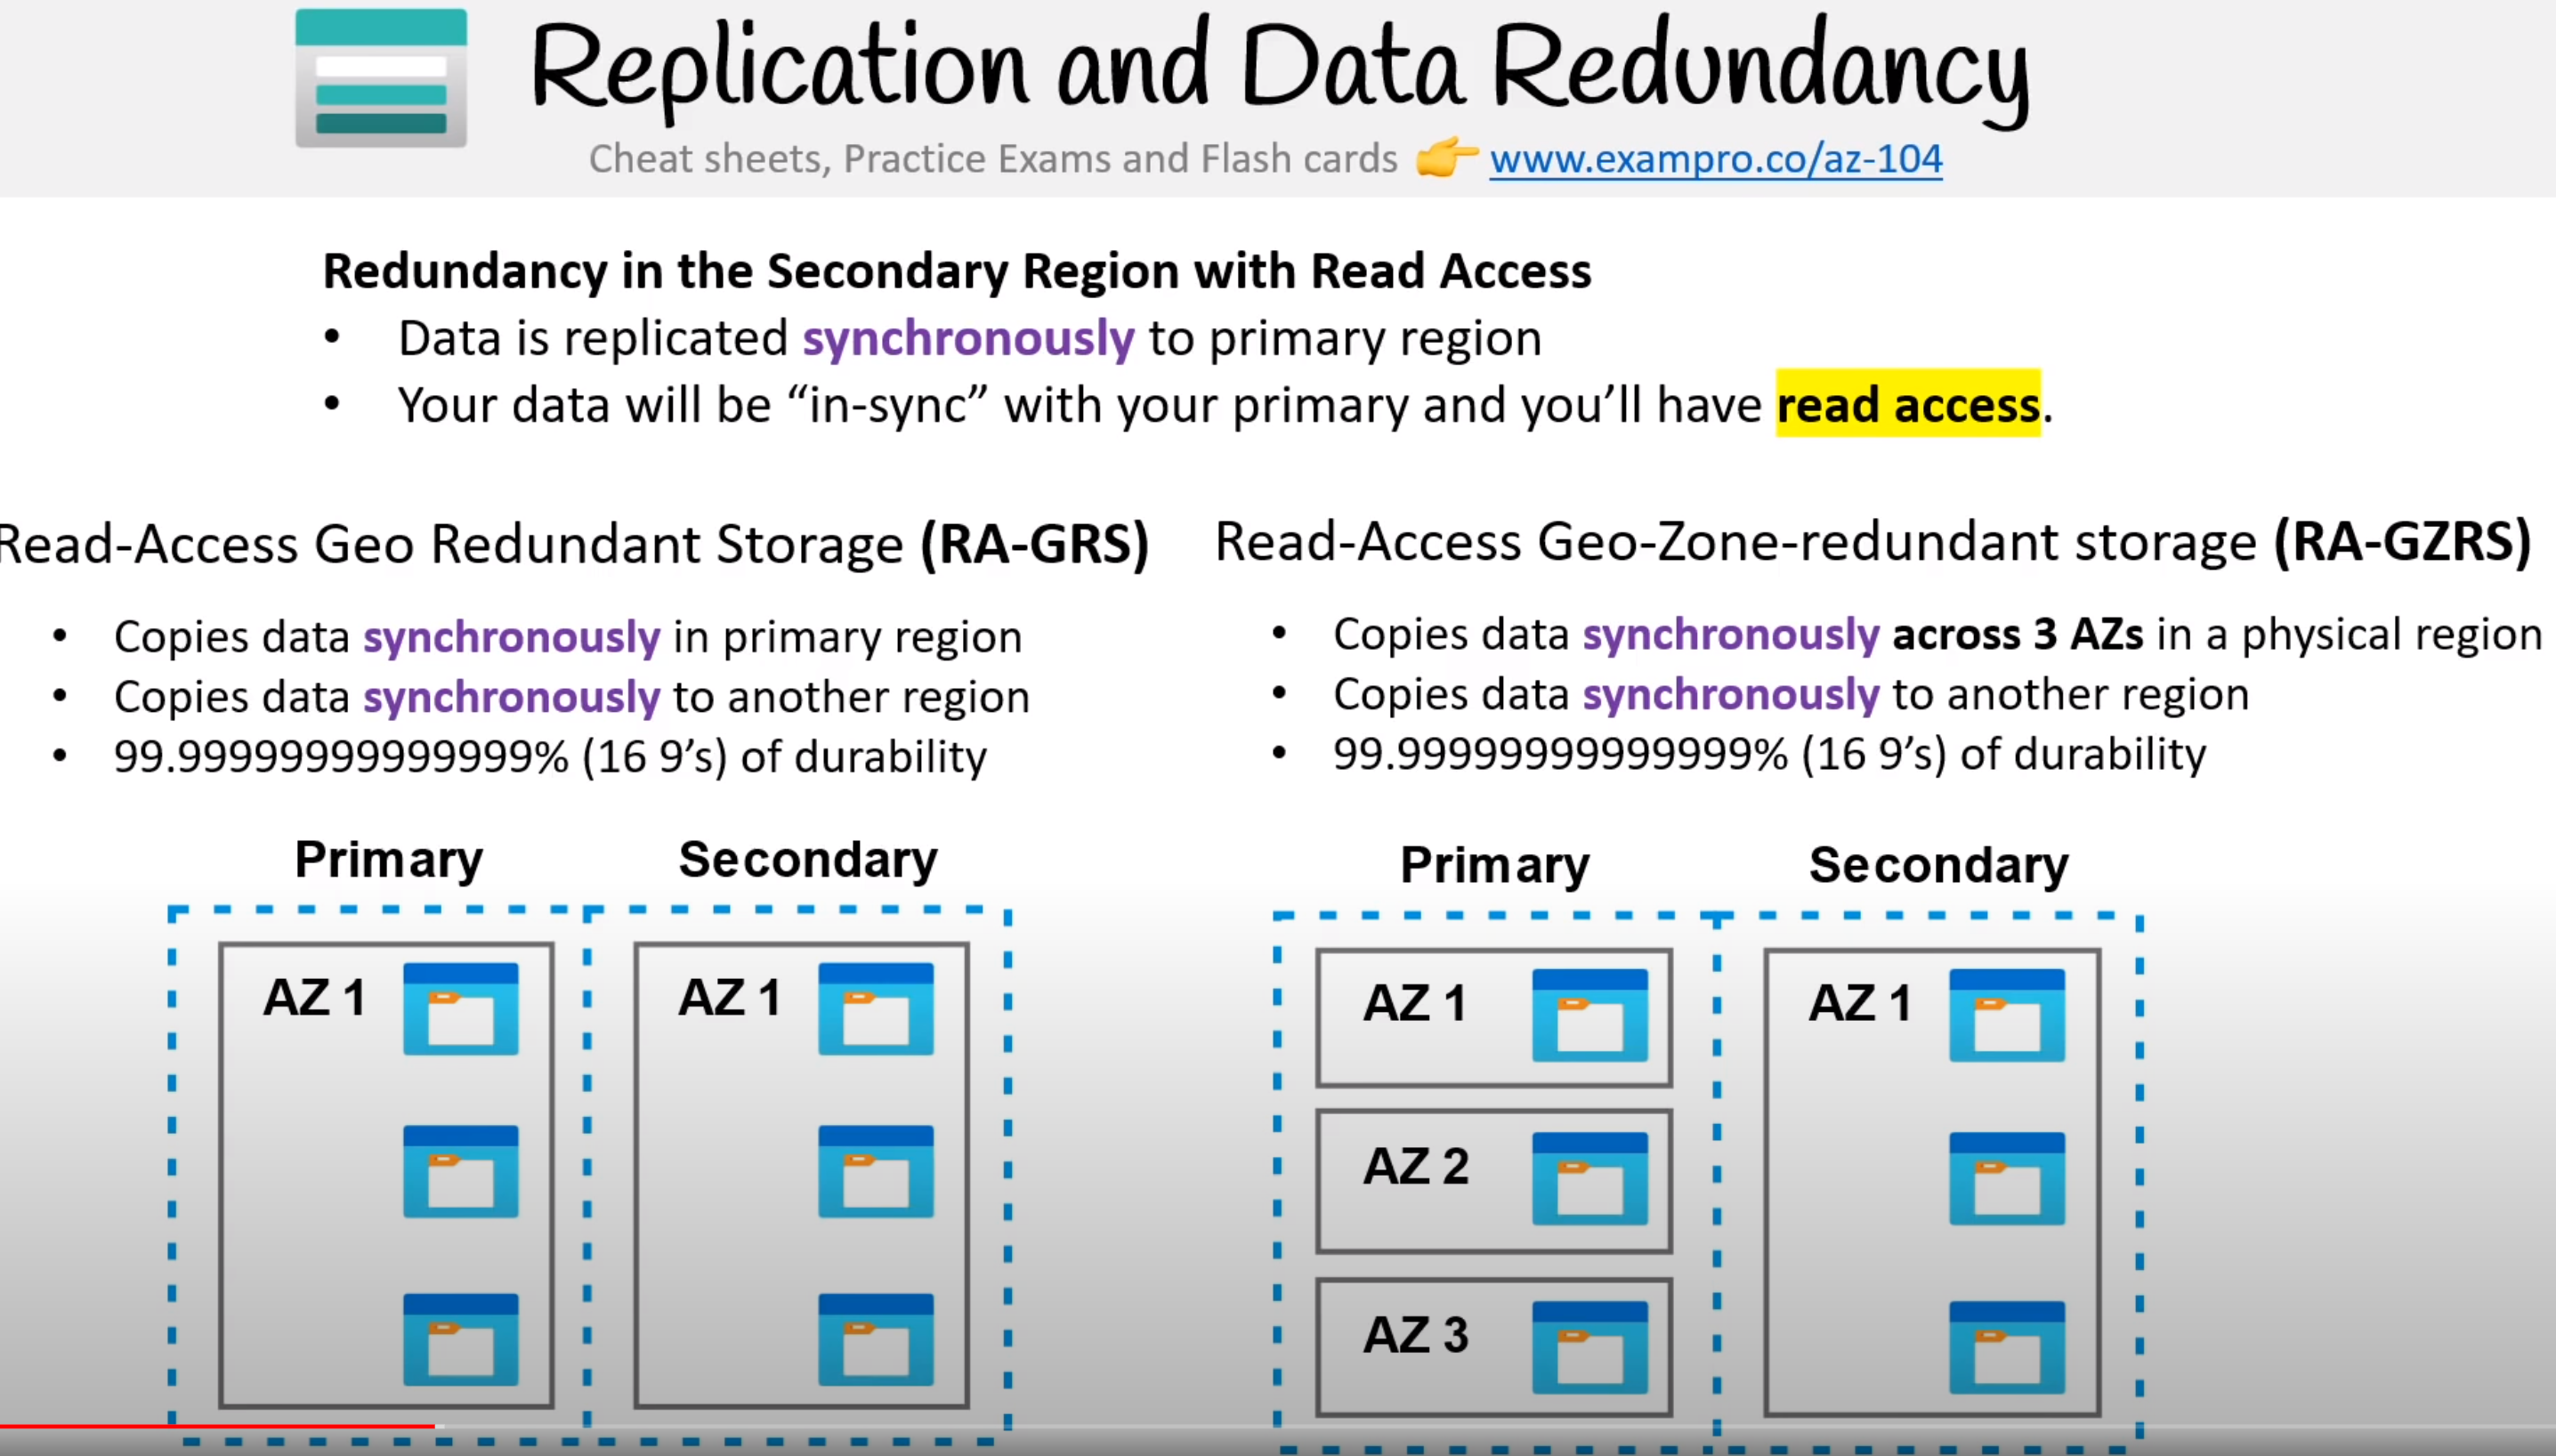 Replication and Data Redundancy
Cheat sheets, Practice Exams and Flash cards 👉 www.exampro.co/az-104
Redundancy in the Secondary Region with Read Access
• Data is replicated synchronously to primary region
• Your data will be “in-sync” with your primary and you’ll have read access.
Read-Access Geo Redundant Storage (RA-GRS)
• Copies data synchronously in primary region
• Copies data synchronously to another region
• 99.99999999999999% (16 9’s) of durability
Primary
Secondary
AZ 1
AZ 1
Read-Access Geo-Zone-redundant storage (RA-GZRS)
• Copies data synchronously across 3 AZs in a physical region
• Copies data synchronously to another region
• 99.99999999999999% (16 9’s) of durability
Primary
Secondary
AZ 1
AZ 2
AZ 3
AZ 1